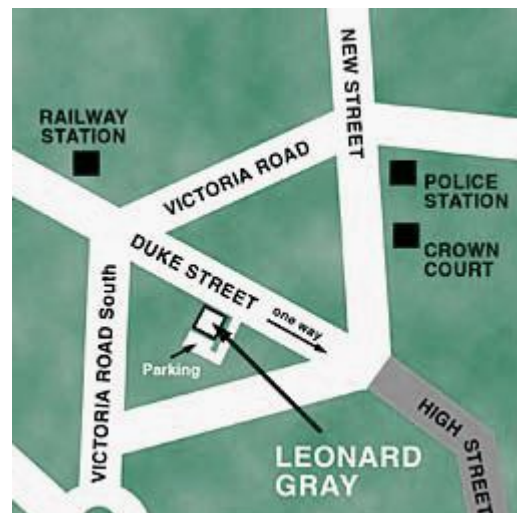 NEW STREET
RAILWAY
STATION
VICTORIA ROAD
POLICE
STATION
CROWN
COURT
DUKE STREET
one way
VICTORIA ROAD South
Parking
HIGH STREET
LEONARD
GRAY